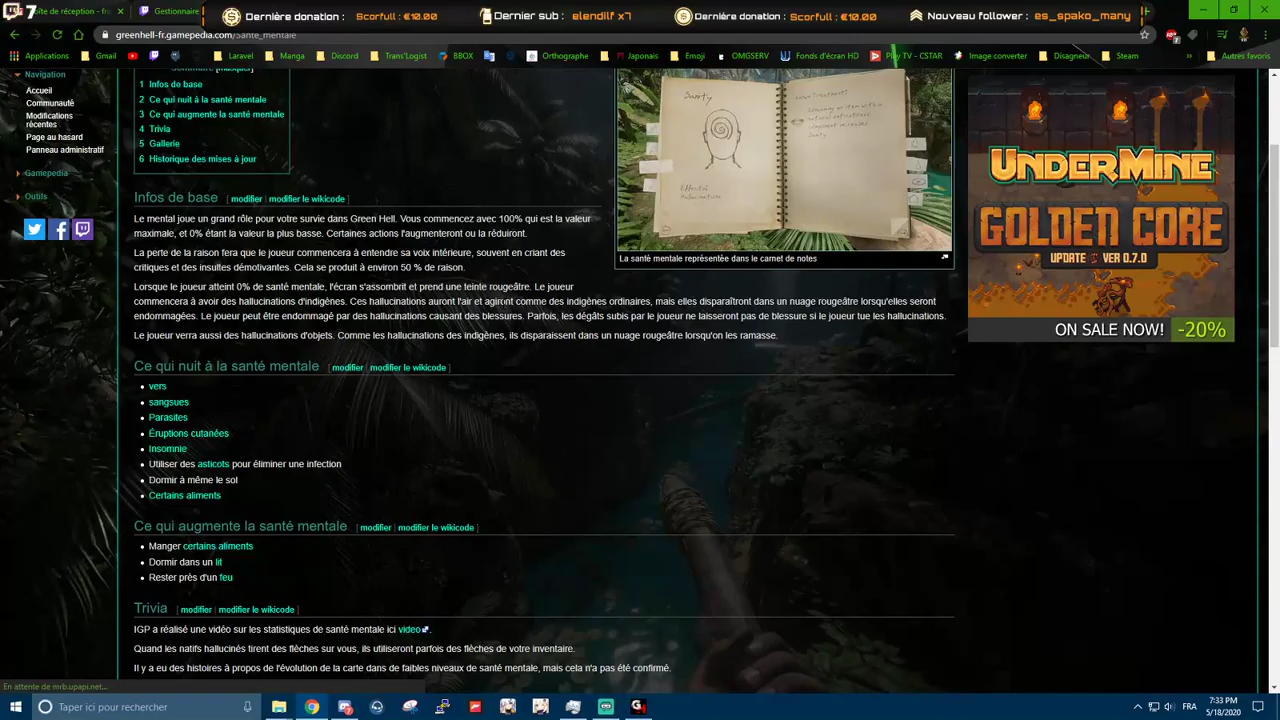 7
Dernière donation : Scorfull : €10.00
Dernier sub : elendilf x7
Dernière donation : Scorfull : €10.00
Nouveau follower : es_spako_many
Gestionnaire
greenhell-fr.gamepedia.com/Sante_mentale
Applications Gmail Laravel Manga Discord Trans'Logist BBOX Orthographe Japonais Emoji OMGSERV Fonds d'écran HD Play TV - CSTAR Image converter Disagneur Steam » Autres favoris
Navigation
Accueil
Communauté
Modifications
récentes
Page au hasard
Panneau administratif
Gamepedia
Outils
1 Infos de base
2 Ce qui nuit à la santé mentale
3 Ce qui augmente la santé mentale
4 Trivia
5 Gallerie
6 Historique des mises à jour
Sanity
La santé mentale représentée dans le carnet de notes
Infos de base [ modifier | modifier le wikicode ]
Le mental joue un grand rôle pour votre survie dans Green Hell. Vous commencez avec 100% qui est la valeur
maximale, et 0% étant la valeur la plus basse. Certaines actions l'augmenteront ou la réduiront.
La perte de la raison fera que le joueur commencera à entendre sa voix intérieure, souvent en criant des
critiques et des insultes démotivantes. Cela se produit à environ 50 % de raison.
Lorsque le joueur atteint 0% de santé mentale, l'écran s'assombrit et prend une teinte rougeâtre. Le joueur
commencera à avoir des hallucinations d'indigènes. Ces hallucinations auront l'air et agiront comme des indigènes ordinaires, mais elles disparaîtront dans un nuage rougeâtre lorsqu'elles seront
endommagées. Le joueur peut être endommagé par des hallucinations causant des blessures. Parfois, les dégâts subis par le joueur ne laisseront pas de blessure si le joueur tue les hallucinations.
Le joueur verra aussi des hallucinations d'objets. Comme les hallucinations des indigènes, ils disparaissent dans un nuage rougeâtre lorsqu'on les ramasse.
Ce qui nuit à la santé mentale [ modifier | modifier le wikicode ]
vers
sangsues
Parasites
Éruptions cutanées
Insomnie
Utiliser des asticots pour éliminer une infection
Dormir à même le sol
Certains aliments
Ce qui augmente la santé mentale [ modifier | modifier le wikicode ]
Manger certains aliments
Dormir dans un lit
Rester près d'un feu
Trivia [ modifier | modifier le wikicode ]
IGP a réalisé une vidéo sur les statistiques de santé mentale ici video .
Quand les natifs hallucinés tirent des flèches sur vous, ils utiliseront parfois des flèches de votre inventaire.
Il y a eu des histoires à propos de l'évolution de la carte dans de faibles niveaux de santé mentale, mais cela n'a pas été confirmé.
UNDERMINE
GOLDEN CORE
UPDATE VER 0.7.0
ON SALE NOW! -20%
En attente de mrb.upapi.net...
Taper ici pour rechercher
FRA
7:33 PM
5/18/2020